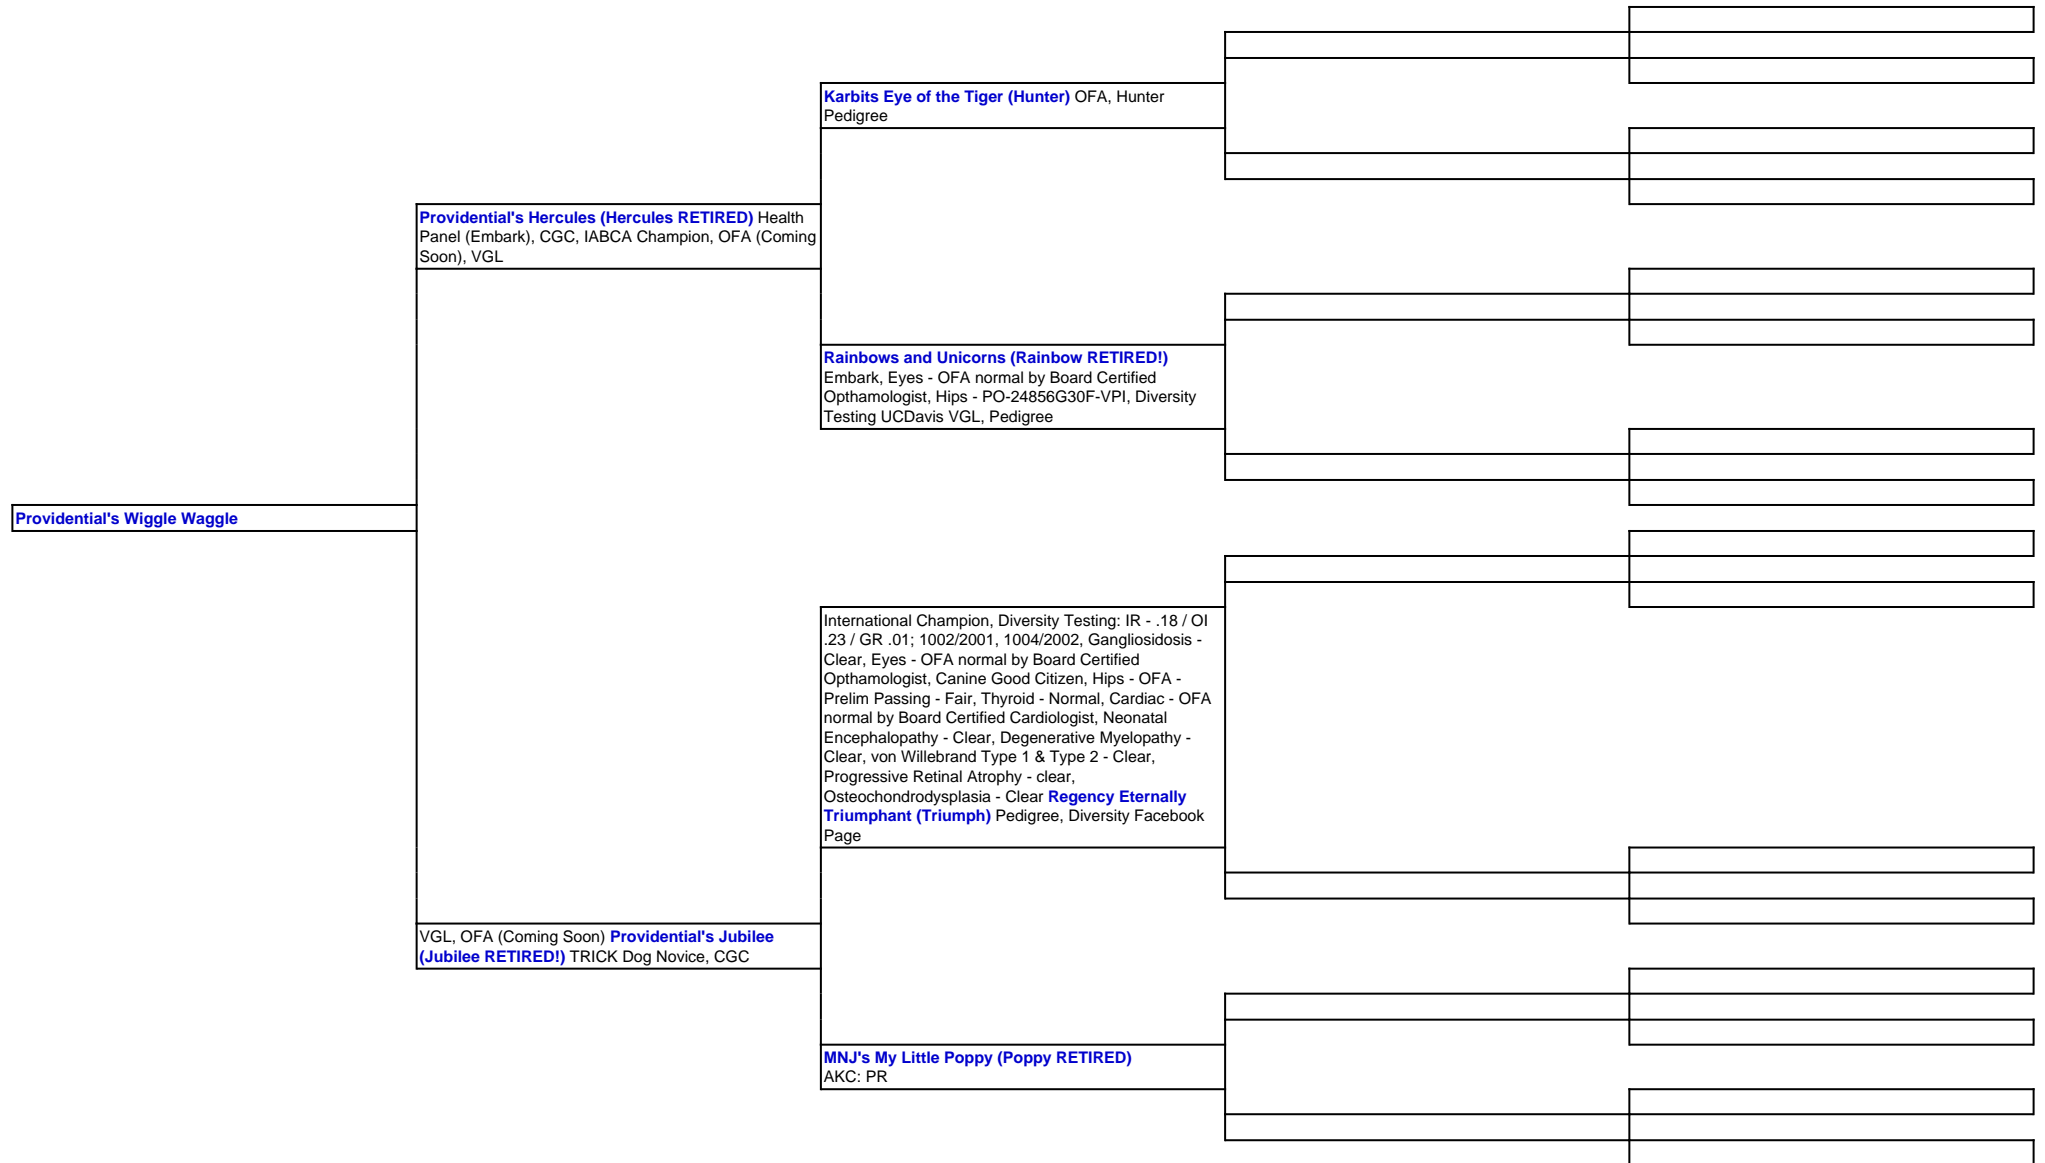 Karbits Eye of the Tiger (Hunter) OFA, Hunter
Pedigree
Providential's Hercules (Hercules RETIRED) Health
Panel (Embark), CGC, IABCA Champion, OFA (Coming
Soon), VGL
Rainbows and Unicorns (Rainbow RETIRED!)
Embark, Eyes - OFA normal by Board Certified
Opthamologist, Hips - PO-24856G30F-VPI, Diversity
Testing UCDavis VGL, Pedigree
Providential's Wiggle Waggle
International Champion, Diversity Testing: IR - .18 / OI
.23 / GR .01; 1002/2001, 1004/2002, Gangliosidosis -
Clear, Eyes - OFA normal by Board Certified
Opthamologist, Canine Good Citizen, Hips - OFA -
Prelim Passing - Fair, Thyroid - Normal, Cardiac - OFA
normal by Board Certified Cardiologist, Neonatal
Encephalopathy - Clear, Degenerative Myelopathy -
Clear, von Willebrand Type 1 & Type 2 - Clear,
Progressive Retinal Atrophy - clear,
Osteochondrodysplasia - Clear Regency Eternally
Triumphant (Triumph) Pedigree, Diversity Facebook
Page
VGL, OFA (Coming Soon) Providential's Jubilee
(Jubilee RETIRED!) TRICK Dog Novice, CGC
MNJ's My Little Poppy (Poppy RETIRED)
AKC: PR